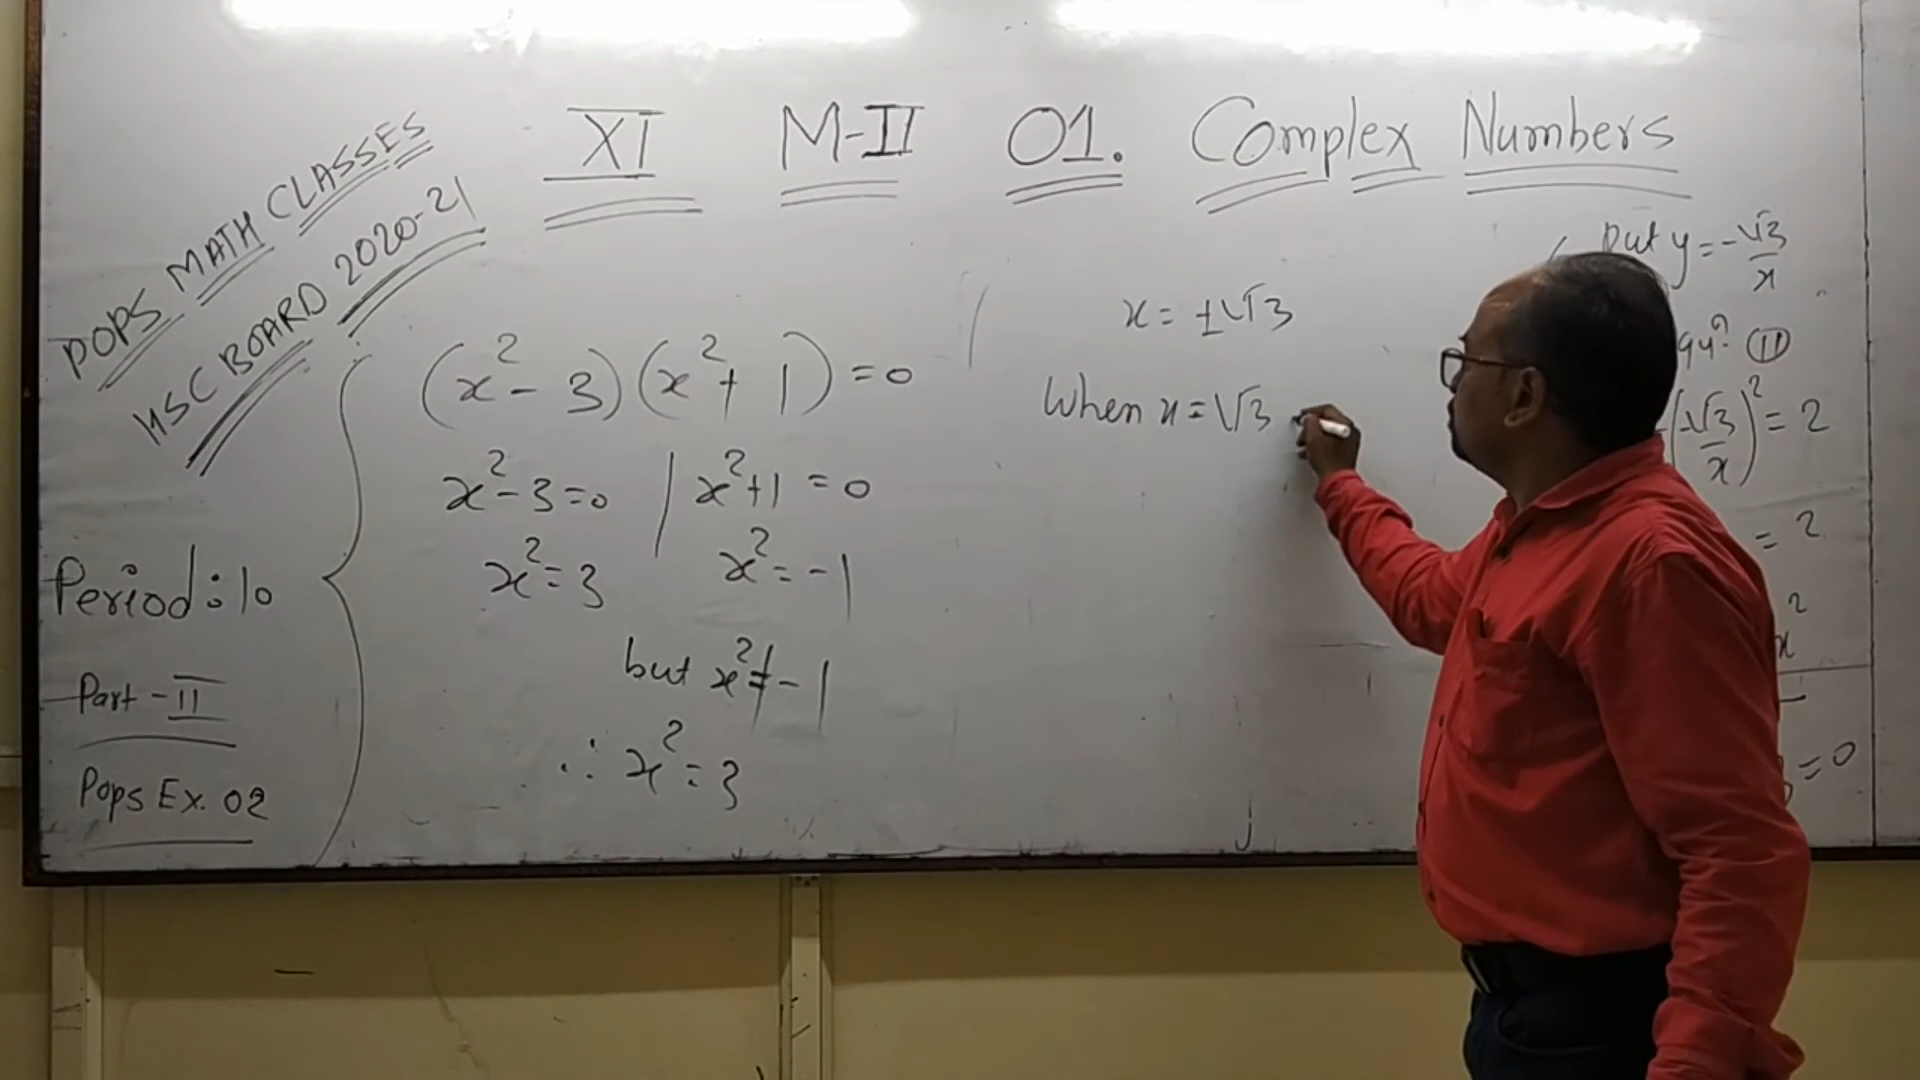 XI M-II 01. Complex Numbers
POPS MATH CLASSES
HSC BOARD 2020-21
Period: 10
Part - II
Pops Ex. 02
(x² - 3)(x² + 1) = 0
x² - 3 = 0 | x² + 1 = 0
x² = 3 x² = -1
but x² ≠ -1
∴ x² = 3
x = ±√3
When x = √3
Put y = -√3/x
(-√3/x)² = 2
= 2
x²
= 0